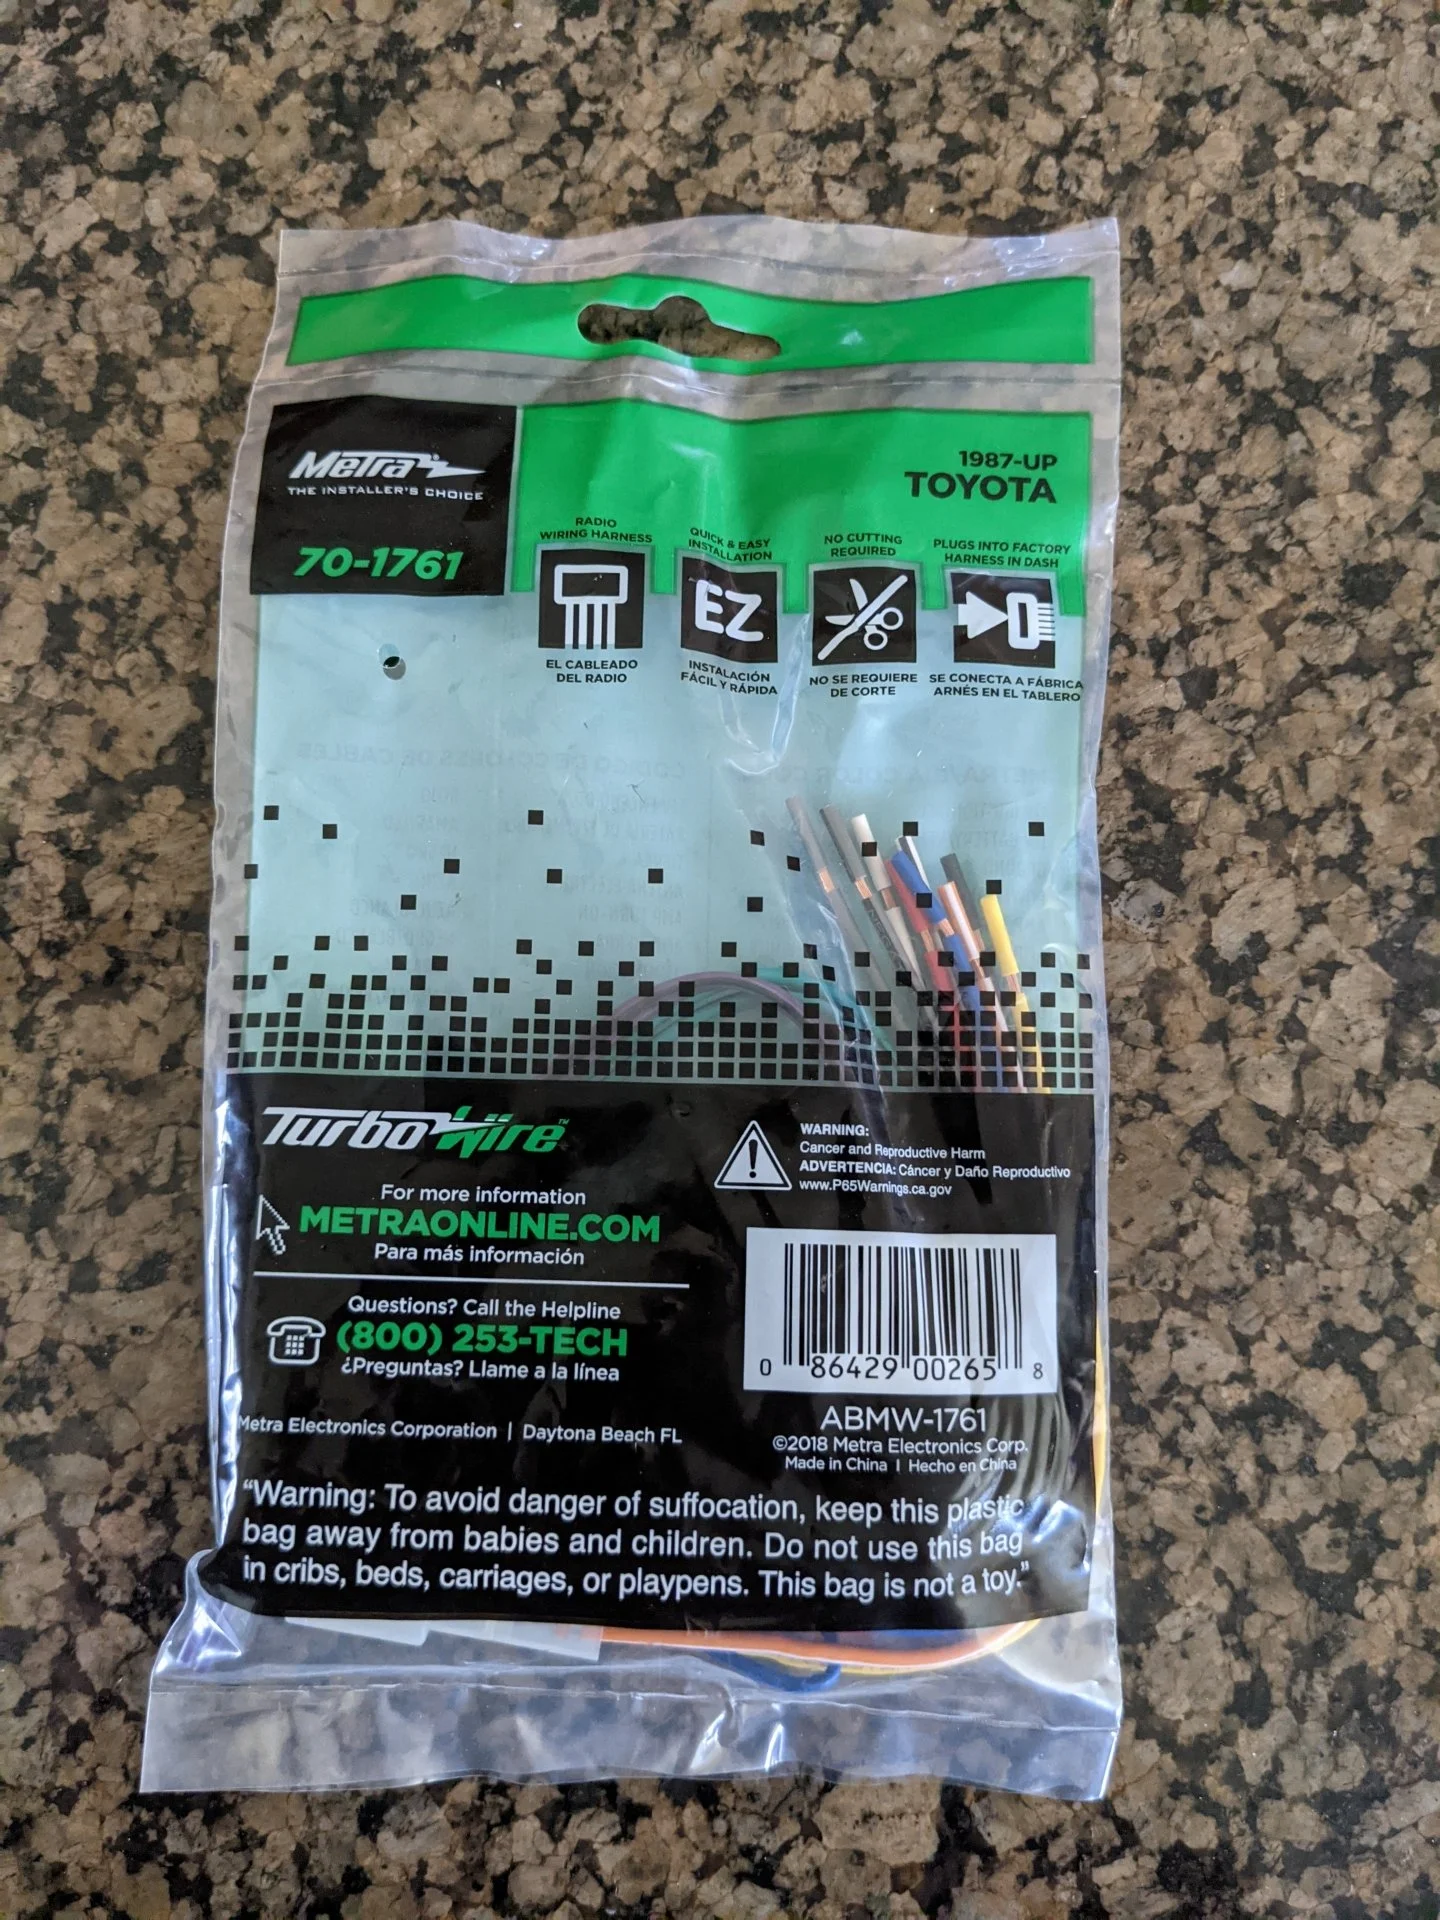 Metra
THE INSTALLER'S CHOICE
70-1761
1987-UP
TOYOTA
RADIO
WIRING HARNESS
EL CABLEADO
DEL RADIO
QUICK & EASY
INSTALLATION
EZ
INSTALACIÓN
FÁCIL Y RÁPIDA
NO CUTTING
REQUIRED
NO SE REQUIERE
DE CORTE
PLUGS INTO FACTORY
HARNESS IN DASH
SE CONECTA A FÁBRICA
ARNÉS EN EL TABLERO
CODIGO DE COLORES DE CABLES
TurboWire™
For more information
METRAONLINE.COM
Para más información
Questions? Call the Helpline
(800) 253-TECH
¿Preguntas? Llame a la línea
Metra Electronics Corporation | Daytona Beach FL
WARNING:
Cancer and Reproductive Harm
ADVERTENCIA: Cáncer y Daño Reproductivo
www.P65Warnings.ca.gov
0 86429 00265 8
ABMW-1761
©2018 Metra Electronics Corp.
Made in China | Hecho en China
“Warning: To avoid danger of suffocation, keep this plastic
bag away from babies and children. Do not use this bag
in cribs, beds, carriages, or playpens. This bag is not a toy.”